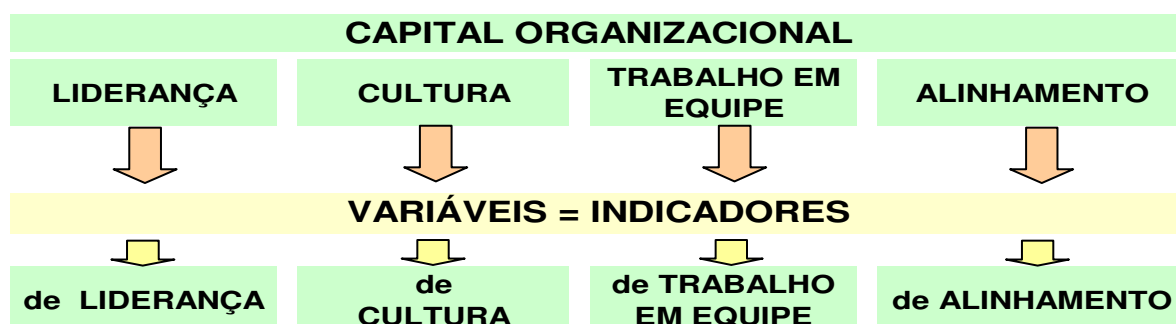 CAPITAL ORGANIZACIONAL
LIDERANÇA
CULTURA
TRABALHO EM
EQUIPE
ALINHAMENTO
VARIÁVEIS = INDICADORES
de LIDERANÇA
de
CULTURA
de TRABALHO
EM EQUIPE
de ALINHAMENTO